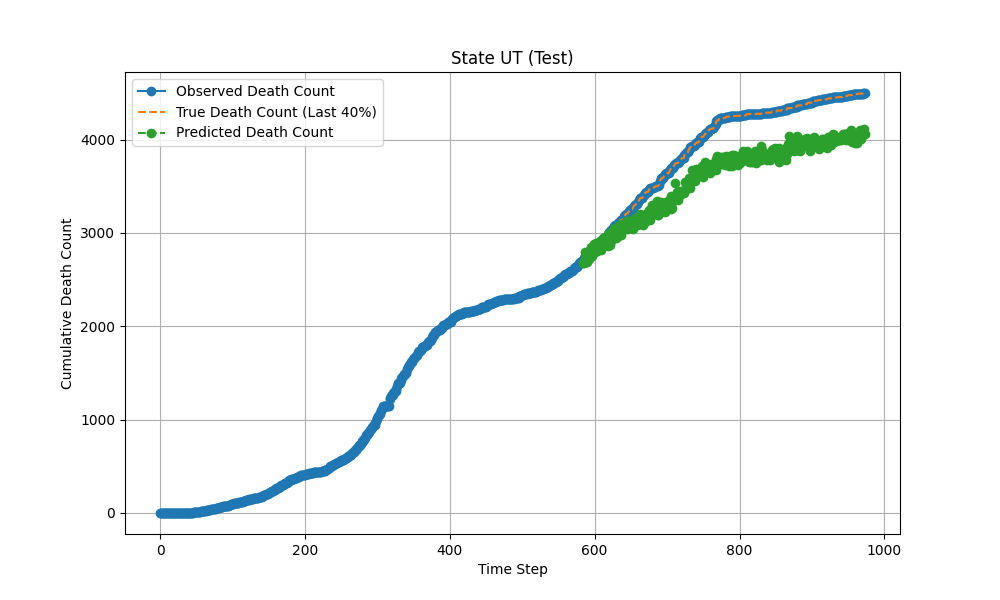 State UT (Test)
Observed Death Count
True Death Count (Last 40%)
Predicted Death Count
Cumulative Death Count
4000
3000
2000
1000
0
0 200 400 600 800 1000
Time Step